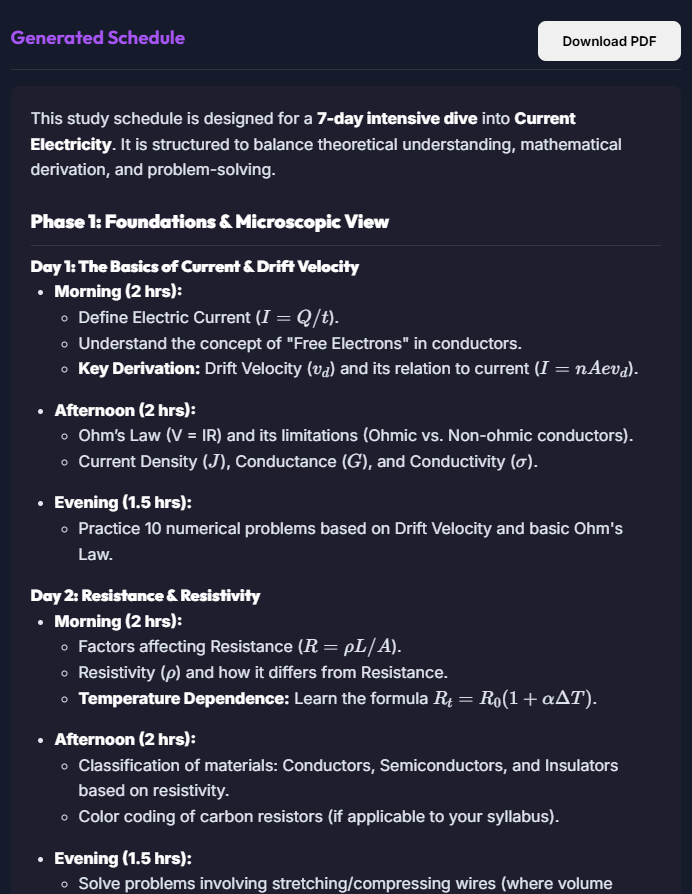 Generated Schedule
Download PDF
This study schedule is designed for a 7-day intensive dive into Current
Electricity. It is structured to balance theoretical understanding, mathematical
derivation, and problem-solving.
Phase 1: Foundations & Microscopic View
Day 1: The Basics of Current & Drift Velocity
• Morning (2 hrs):
◦ Define Electric Current (I = Q/t).
◦ Understand the concept of "Free Electrons" in conductors.
◦ Key Derivation: Drift Velocity (v_d) and its relation to current (I = nAev_d).
• Afternoon (2 hrs):
◦ Ohm’s Law (V = IR) and its limitations (Ohmic vs. Non-ohmic conductors).
◦ Current Density (J), Conductance (G), and Conductivity (σ).
• Evening (1.5 hrs):
◦ Practice 10 numerical problems based on Drift Velocity and basic Ohm's
Law.
Day 2: Resistance & Resistivity
• Morning (2 hrs):
◦ Factors affecting Resistance (R = ρL/A).
◦ Resistivity (ρ) and how it differs from Resistance.
◦ Temperature Dependence: Learn the formula R_t = R_0(1 + αΔT).
• Afternoon (2 hrs):
◦ Classification of materials: Conductors, Semiconductors, and Insulators
based on resistivity.
◦ Color coding of carbon resistors (if applicable to your syllabus).
• Evening (1.5 hrs):
◦ Solve problems involving stretching/compressing wires (where volume